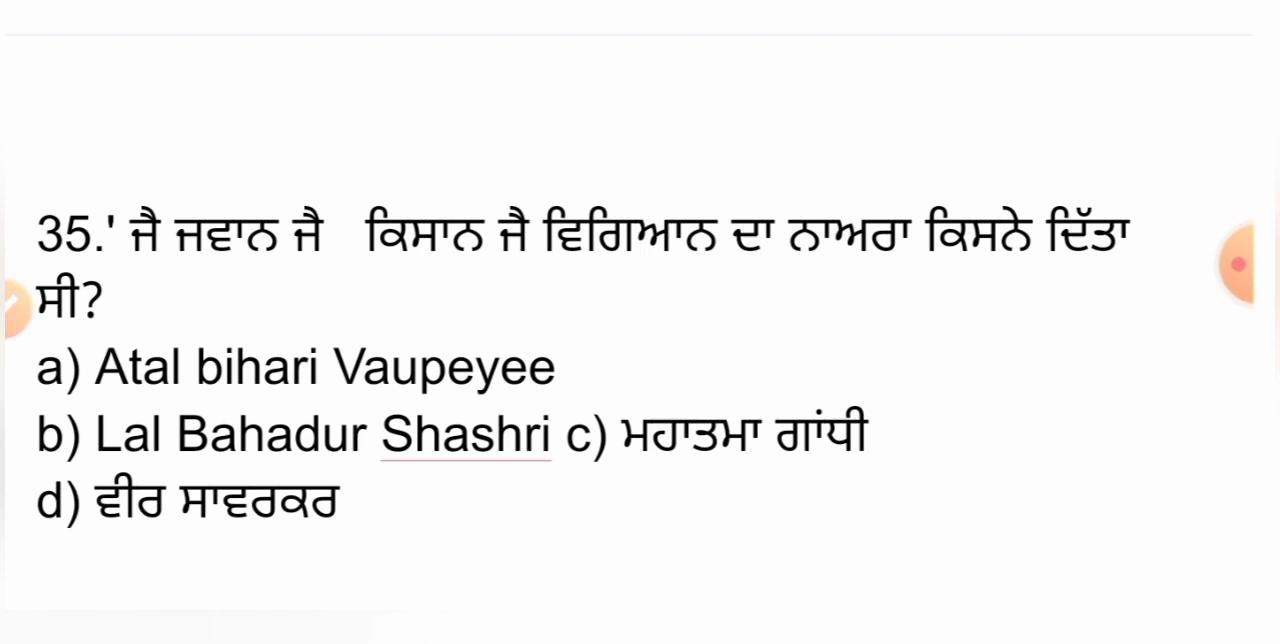 35.' ਜੈ ਜਵਾਨ ਜੈ ਕਿਸਾਨ ਜੈ ਵਿਗਿਆਨ ਦਾ ਨਾਅਰਾ ਕਿਸਨੇ ਦਿੱਤਾ
ਸੀ?
a) Atal bihari Vaupeyee
b) Lal Bahadur Shashri c) ਮਹਾਤਮਾ ਗਾਂਧੀ
d) ਵੀਰ ਸਾਵਰਕਰ